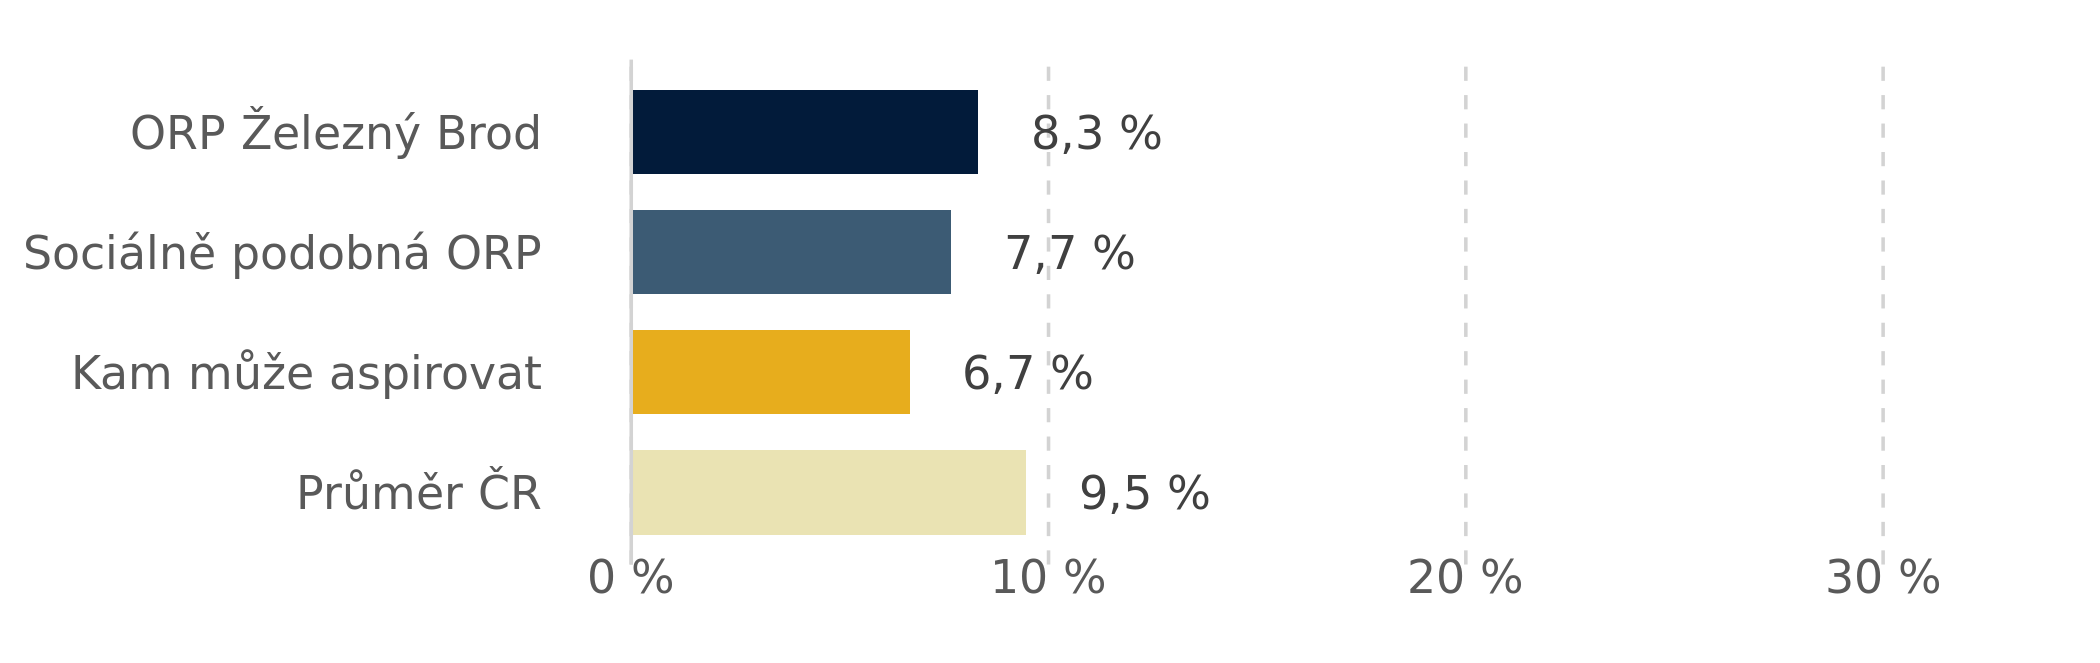 ORP Železný Brod 8,3 %
Sociálně podobná ORP 7,7 %
Kam může aspirovat 6,7 %
Průměr ČR 9,5 %
0 % 10 % 20 % 30 %